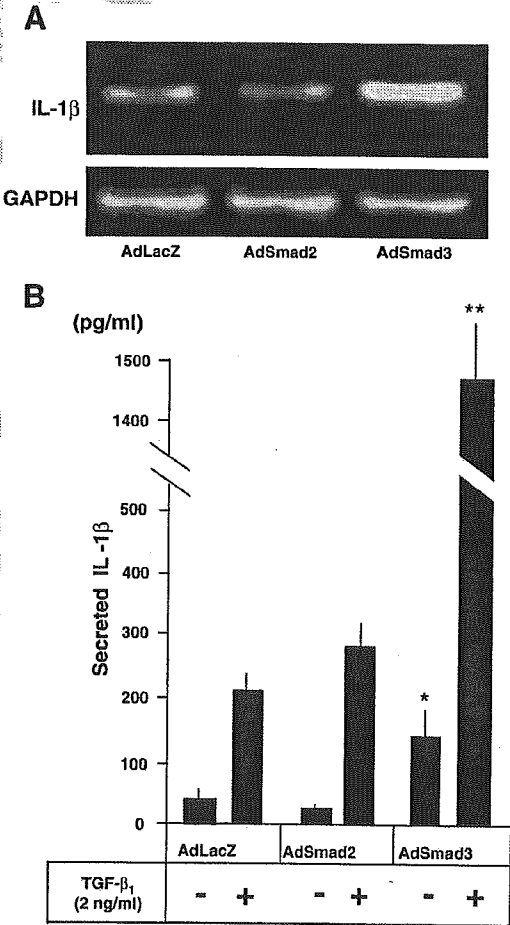 A
IL-1β
GAPDH
AdLacZ AdSmad2 AdSmad3
B
(pg/ml)
**
1500
1400
500
400
300
200
100
0
Secreted IL-1β
*
AdLacZ AdSmad2 AdSmad3
TGF-β1
(2 ng/ml)
- + - + - +